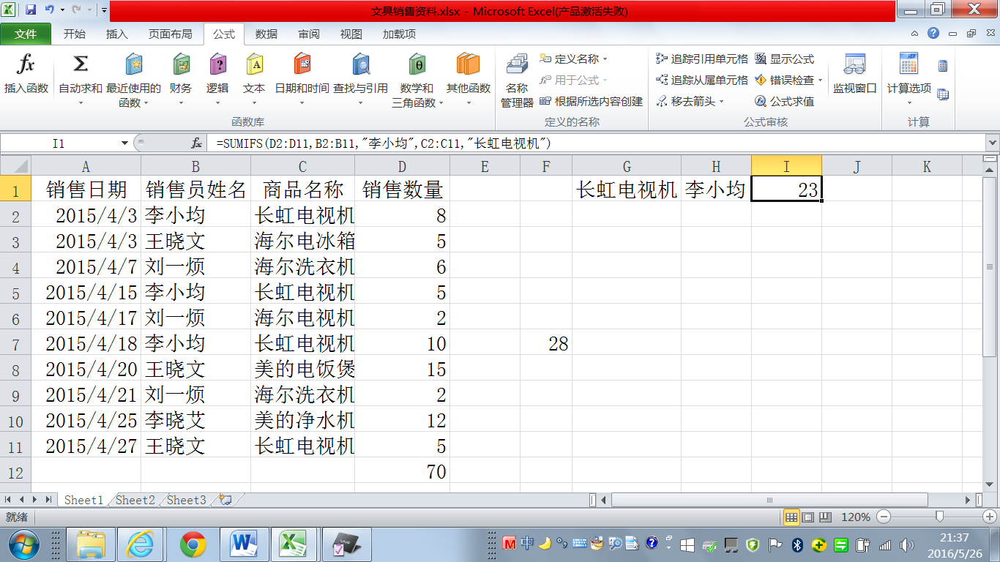 文具销售资料.xlsx - Microsoft Excel(产品激活失败)
文件 开始 插入 页面布局 公式 数据 审阅 视图 加载项
插入函数 自动求和 最近使用的函数 财务 逻辑 文本 日期和时间 查找与引用 数学和三角函数 其他函数
函数库
名称管理器 定义名称 用于公式 根据所选内容创建
定义的名称
追踪引用单元格 追踪从属单元格 移去箭头 显示公式 错误检查 公式求值
公式审核
监视窗口
计算选项
计算
I1 fx =SUMIFS(D2:D11,B2:B11,"李小均",C2:C11,"长虹电视机")
A B C D E F G H I J K
1 销售日期 销售员姓名 商品名称 销售数量 长虹电视机 李小均 23
2 2015/4/3 李小均 长虹电视机 8
3 2015/4/3 王晓文 海尔电冰箱 5
4 2015/4/7 刘一烦 海尔洗衣机 6
5 2015/4/15 李小均 长虹电视机 5
6 2015/4/17 刘一烦 海尔电视机 2
7 2015/4/18 李小均 长虹电视机 10 28
8 2015/4/20 王晓文 美的电饭煲 15
9 2015/4/21 刘一烦 海尔洗衣机 2
10 2015/4/25 李晓艾 美的净水机 12
11 2015/4/27 王晓文 长虹电视机 5
12 70
Sheet1 Sheet2 Sheet3
就绪 120%
中
21:37
2016/5/26